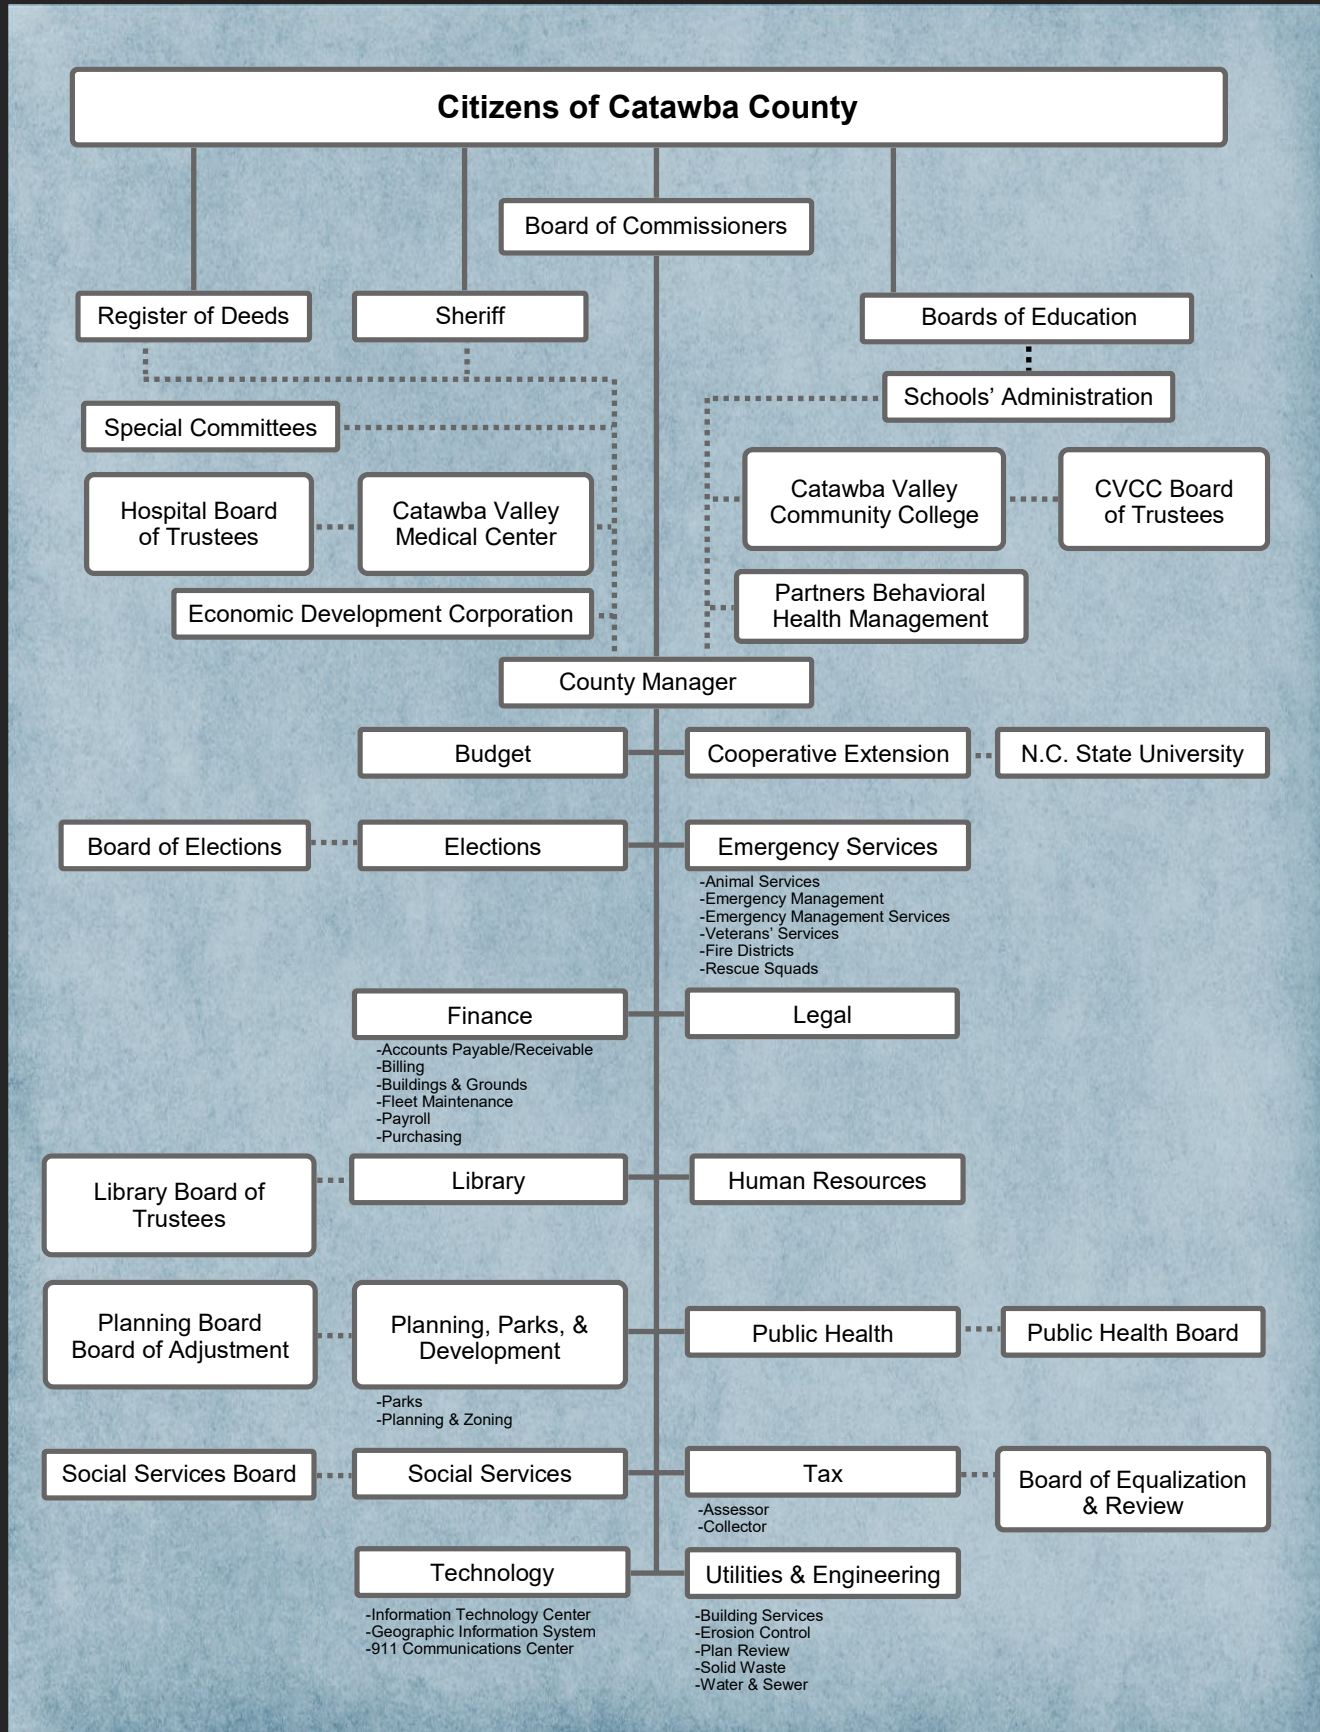 Citizens of Catawba County
Board of Commissioners
Register of Deeds
Sheriff
Boards of Education
Schools’ Administration
Special Committees
Hospital Board
of Trustees
Catawba Valley
Medical Center
Catawba Valley
Community College
CVCC Board
of Trustees
Economic Development Corporation
Partners Behavioral
Health Management
County Manager
Budget
Cooperative Extension
N.C. State University
Board of Elections
Elections
Emergency Services
-Animal Services
-Emergency Management
-Emergency Management Services
-Veterans’ Services
-Fire Districts
-Rescue Squads
Finance
-Accounts Payable/Receivable
-Billing
-Buildings & Grounds
-Fleet Maintenance
-Payroll
-Purchasing
Legal
Library Board of
Trustees
Library
Human Resources
Planning Board
Board of Adjustment
Planning, Parks, &
Development
-Parks
-Planning & Zoning
Public Health
Public Health Board
Social Services Board
Social Services
Tax
-Assessor
-Collector
Board of Equalization
& Review
Technology
-Information Technology Center
-Geographic Information System
-911 Communications Center
Utilities & Engineering
-Building Services
-Erosion Control
-Plan Review
-Solid Waste
-Water & Sewer